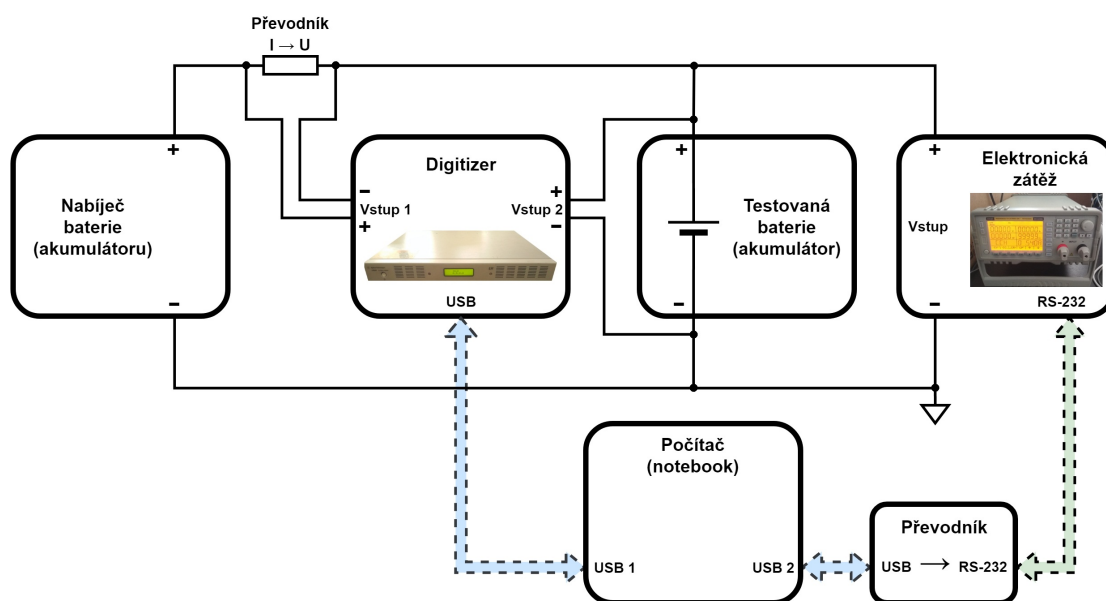 Převodník
I → U
+
Nabíječ
baterie
(akumulátoru)
−
Digitizer
−
Vstup 1
+
+
Vstup 2
−
USB
+
Testovaná
baterie
(akumulátor)
−
Elektronická
zátěž
+
Vstup
−
RS-232
Počítač
(notebook)
USB 1
USB 2
Převodník
USB → RS-232